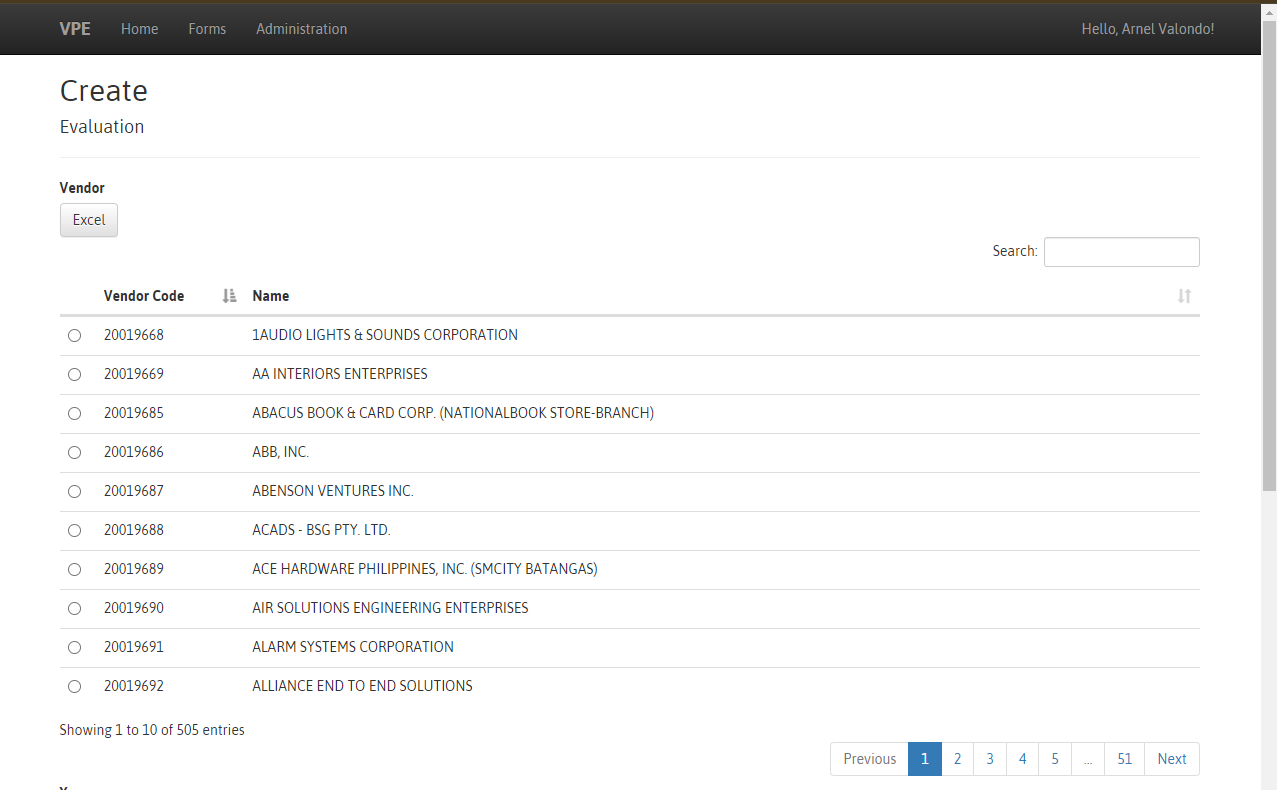 VPE Home Forms Administration Hello, Arnel Valondo!
Create
Evaluation
Vendor
Excel
Search:
Vendor Code Name
20019668 1AUDIO LIGHTS & SOUNDS CORPORATION
20019669 AA INTERIORS ENTERPRISES
20019685 ABACUS BOOK & CARD CORP. (NATIONALBOOK STORE-BRANCH)
20019686 ABB, INC.
20019687 ABENSON VENTURES INC.
20019688 ACADS - BSG PTY. LTD.
20019689 ACE HARDWARE PHILIPPINES, INC. (SMCITY BATANGAS)
20019690 AIR SOLUTIONS ENGINEERING ENTERPRISES
20019691 ALARM SYSTEMS CORPORATION
20019692 ALLIANCE END TO END SOLUTIONS
Showing 1 to 10 of 505 entries
Previous 1 2 3 4 5 ... 51 Next